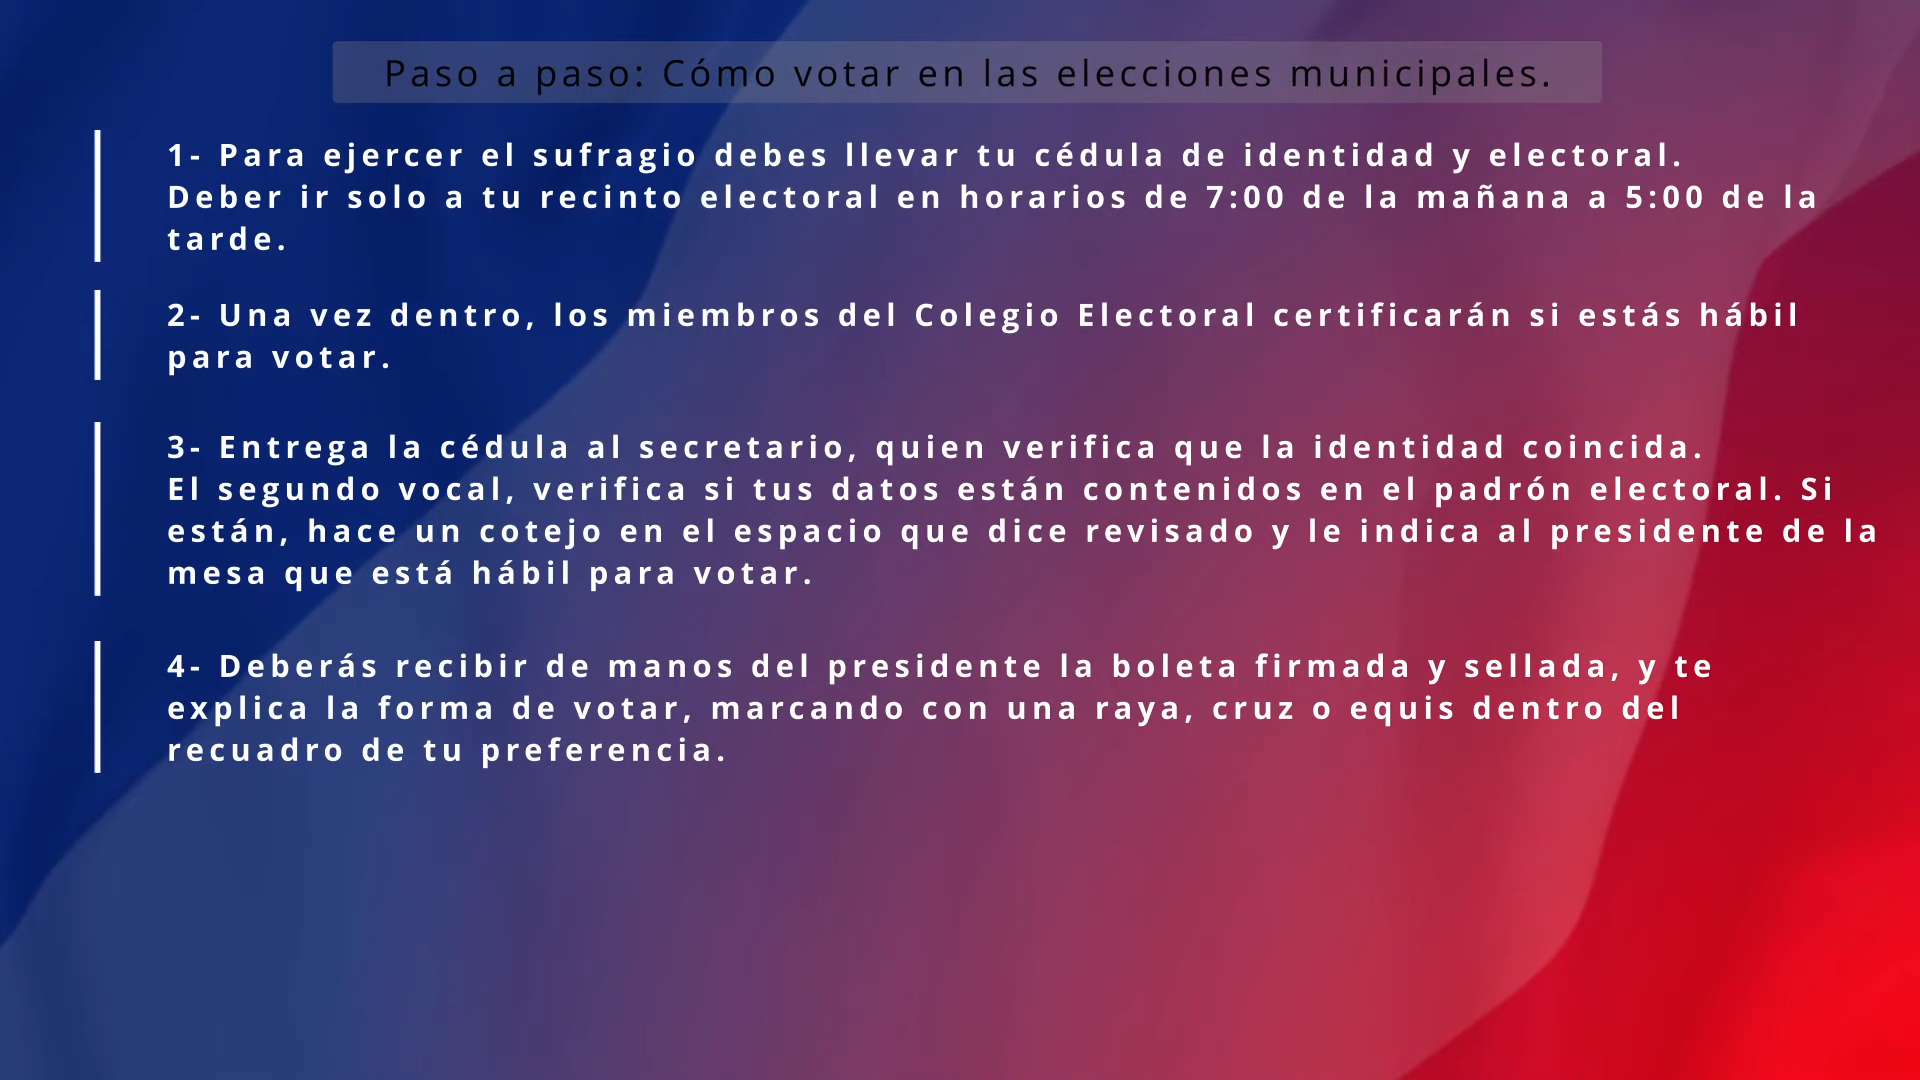 Paso a paso: Cómo votar en las elecciones municipales.
1- Para ejercer el sufragio debes llevar tu cédula de identidad y electoral.
Deber ir solo a tu recinto electoral en horarios de 7:00 de la mañana a 5:00 de la
tarde.
2- Una vez dentro, los miembros del Colegio Electoral certificarán si estás hábil
para votar.
3- Entrega la cédula al secretario, quien verifica que la identidad coincida.
El segundo vocal, verifica si tus datos están contenidos en el padrón electoral. Si
están, hace un cotejo en el espacio que dice revisado y le indica al presidente de la
mesa que está hábil para votar.
4- Deberás recibir de manos del presidente la boleta firmada y sellada, y te
explica la forma de votar, marcando con una raya, cruz o equis dentro del
recuadro de tu preferencia.